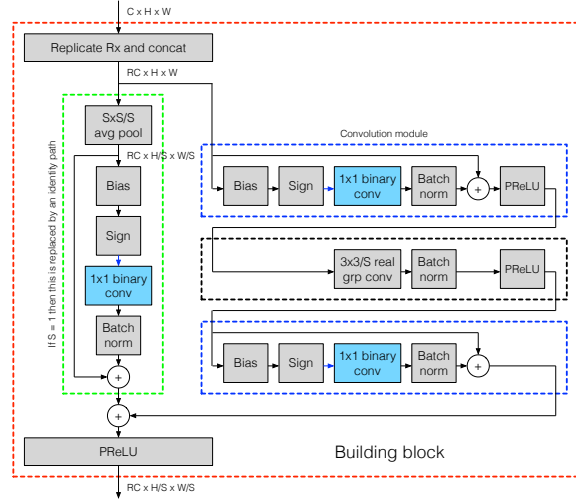 C x H x W
Replicate Rx and concat
RC x H x W
SxS/S
avg pool
RC x H/S x W/S
If S = 1 then this is replaced by an identity path
Bias
Sign
1x1 binary
conv
Batch
norm
+
+
PReLU
RC x H/S x W/S
Convolution module
Bias
Sign
1x1 binary
conv
Batch
norm
+
PReLU
3x3/S real
grp conv
Batch
norm
PReLU
Bias
Sign
1x1 binary
conv
Batch
norm
+
Building block